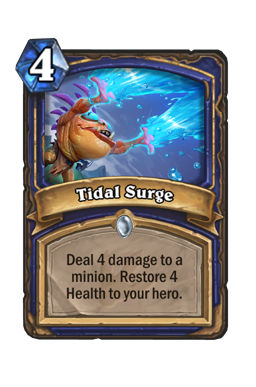 4
Tidal Surge
Deal 4 damage to a
minion. Restore 4
Health to your hero.